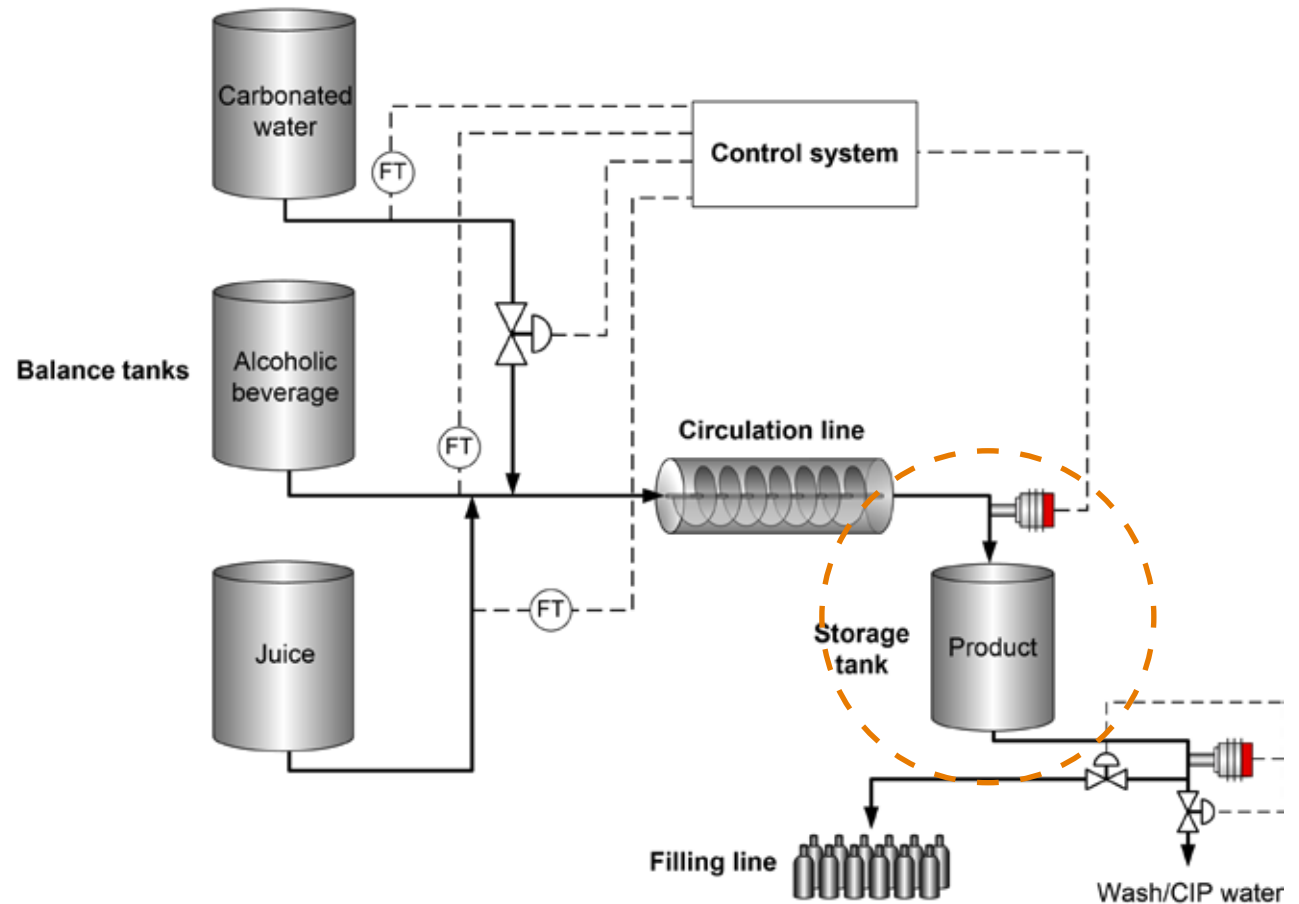 Carbonated
water
FT
Control system
Balance tanks
Alcoholic
beverage
FT
Circulation line
Juice
FT
Storage
tank
Product
Filling line
Wash/CIP water